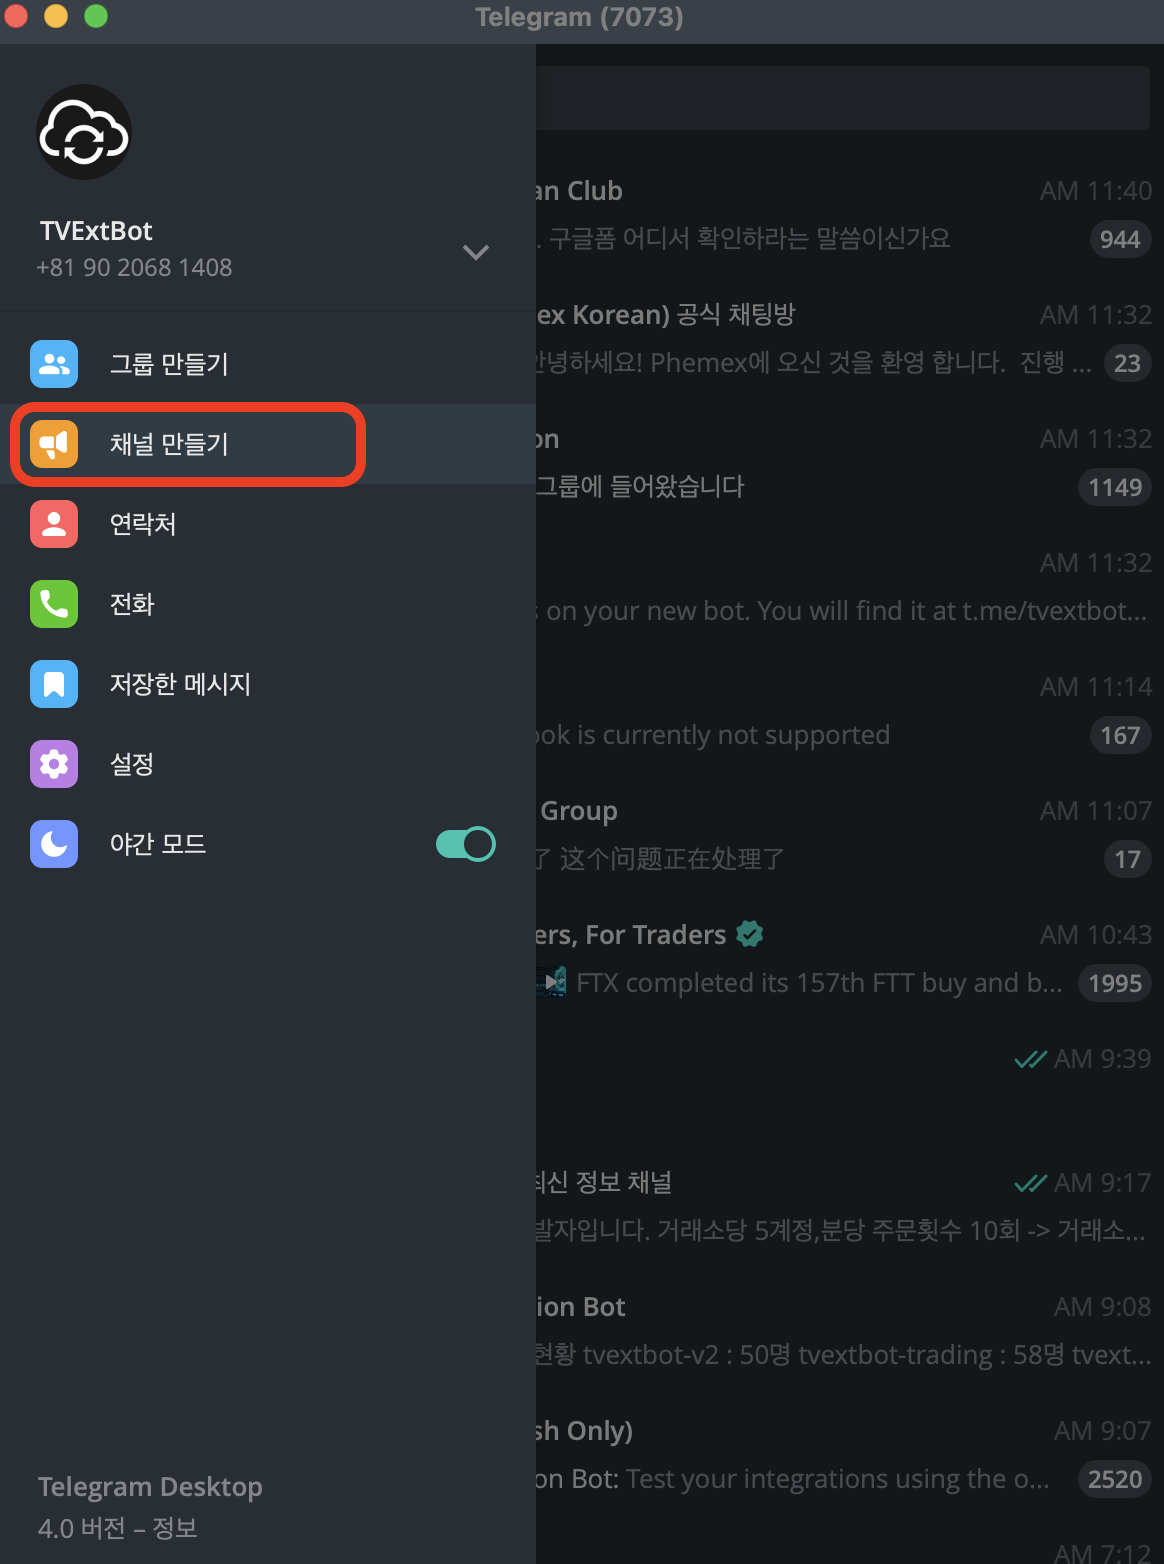 Telegram (7073)
TVExtBot
+81 90 2068 1408
그룹 만들기
채널 만들기
연락처
전화
저장한 메시지
설정
야간 모드
Telegram Desktop
4.0 버전 – 정보
an Club
AM 11:40
. 구글폼 어디서 확인하라는 말씀이신가요
944
ex Korean) 공식 채팅방
AM 11:32
안녕하세요! Phemex에 오신 것을 환영 합니다. 진행 ...
23
on
AM 11:32
그룹에 들어왔습니다
1149
AM 11:32
s on your new bot. You will find it at t.me/tvextbot...
AM 11:14
ook is currently not supported
167
Group
AM 11:07
了 这个问题正在处理了
17
ers, For Traders
AM 10:43
FTX completed its 157th FTT buy and b...
1995
AM 9:39
최신 정보 채널
AM 9:17
발자입니다. 거래소당 5계정,분당 주문횟수 10회 -> 거래소...
ion Bot
AM 9:08
현황 tvextbot-v2 : 50명 tvextbot-trading : 58명 tvext...
sh Only)
AM 9:07
on Bot: Test your integrations using the o...
2520
AM 7:12